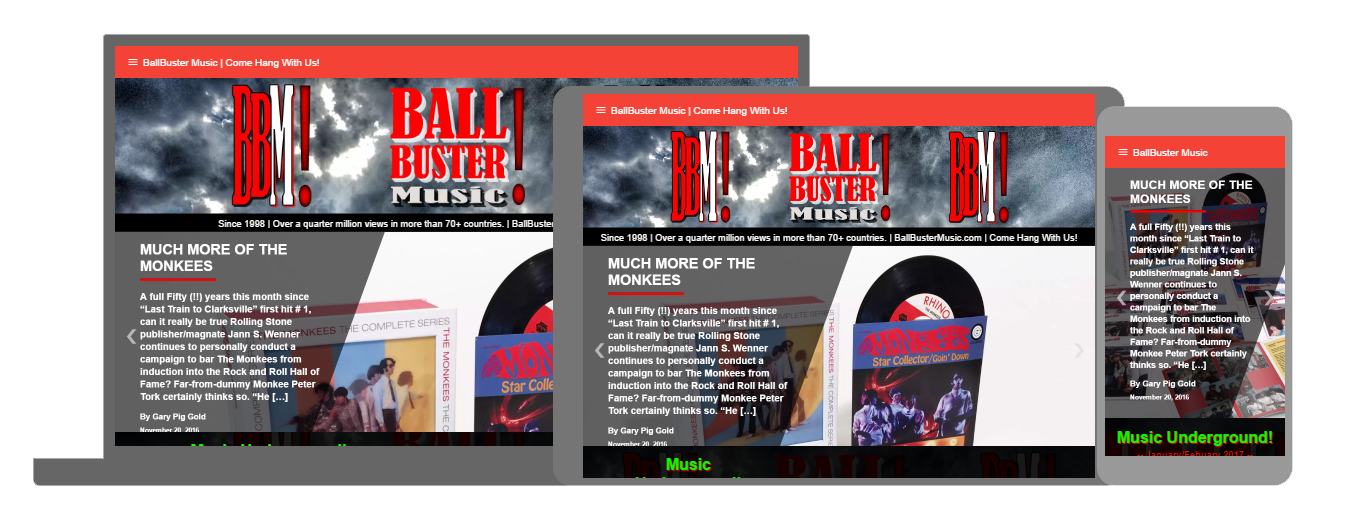 BallBuster Music | Come Hang With Us!
BBM!
BALL
BUSTER!
Music
Since 1998 | Over a quarter million views in more than 70+ countries. | BallBuste
MUCH MORE OF THE
MONKEES
A full Fifty (!!) years this month since
“Last Train to Clarksville” first hit # 1,
can it really be true Rolling Stone
publisher/magnate Jann S. Wenner
continues to personally conduct a
campaign to bar The Monkees from
induction into the Rock and Roll Hall of
Fame? Far-from-dummy Monkee Peter
Tork certainly thinks so. “He […]
By Gary Pig Gold
November 20, 2016
KEES THE COMPLETE SERIES
THE MONKEES THE
MONKEES
Star Colle
BallBuster Music | Come Hang With Us!
BBM!
BALL
BUSTER!
Music
BBM!
Since 1998 | Over a quarter million views in more than 70+ countries. | BallBusterMusic.com | Come Hang With Us!
MUCH MORE OF THE
MONKEES
A full Fifty (!!) years this month since
“Last Train to Clarksville” first hit # 1,
can it really be true Rolling Stone
publisher/magnate Jann S. Wenner
continues to personally conduct a
campaign to bar The Monkees from
induction into the Rock and Roll Hall of
Fame? Far-from-dummy Monkee Peter
Tork certainly thinks so. “He […]
By Gary Pig Gold
November 20, 2016
THE COMPLETE SERIES
THE MONKEES THE
RHINO
MONKEES
Star Collector/Goin' Down
Music
BallBuster Music
MUCH MORE OF THE
MONKEES
A full Fifty (!!) years this
month since “Last Train to
Clarksville” first hit # 1, can it
really be true Rolling Stone
publisher/magnate Jann S.
Wenner continues to
personally conduct a
campaign to bar The
Monkees from induction into
the Rock and Roll Hall of
Fame? Far-from-dummy
Monkee Peter Tork certainly
thinks so. “He […]
By Gary Pig Gold
November 20, 2016
Music Underground!
January/Febuary 2017